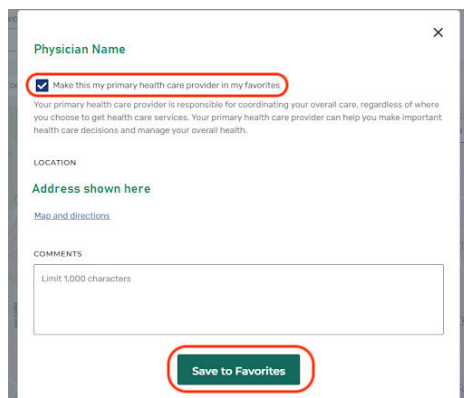 Physician Name
Make this my primary health care provider in my favorites
Your primary health care provider is responsible for coordinating your overall care, regardless of where
you choose to get health care services. Your primary health care provider can help you make important
health care decisions and manage your overall health.
LOCATION
Address shown here
Map and directions
COMMENTS
Limit 1,000 characters
Save to Favorites